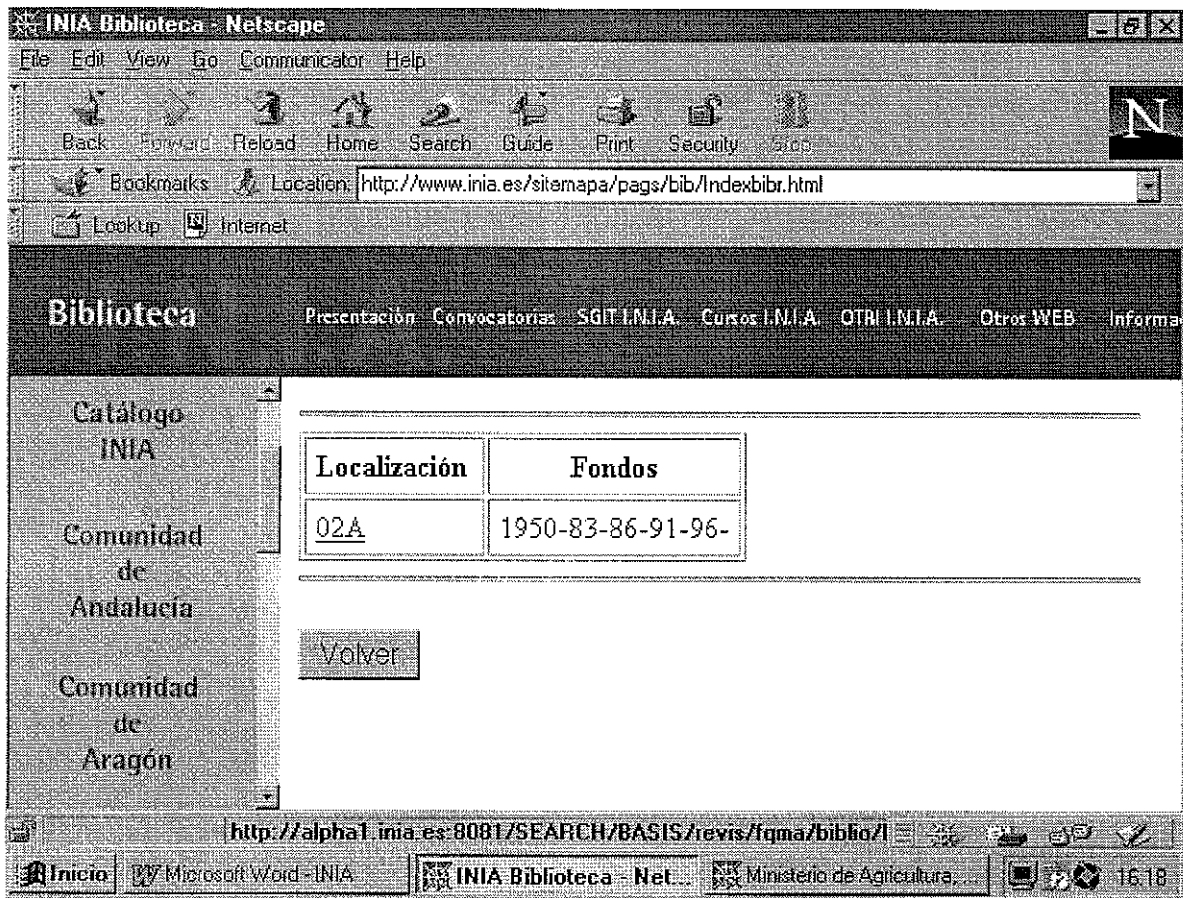 INIA Biblioteca - Netscape
File Edit View Go Communicator Help
Back Forward Reload Home Search Guide Print Security Stop
N
Bookmarks Location: http://www.inia.es/sitemapa/pags/bib/Indexbibr.html
Lookup Internet
Biblioteca Presentación Convocatorias SGIT I.N.I.A. Cursos I.N.I.A. OTRI I.N.I.A. Otros WEB Informa
Catálogo
INIA
Comunidad
de
Andalucía
Comunidad
de
Aragón
Localización Fondos
02A 1950-83-86-91-96-
Volver
http://alpha1.inia.es:8081/SEARCH/BASIS/revis/fqma/biblio/l
Inicio Microsoft Word - INIA INIA Biblioteca - Net... Ministerio de Agricultura, ... 16:18